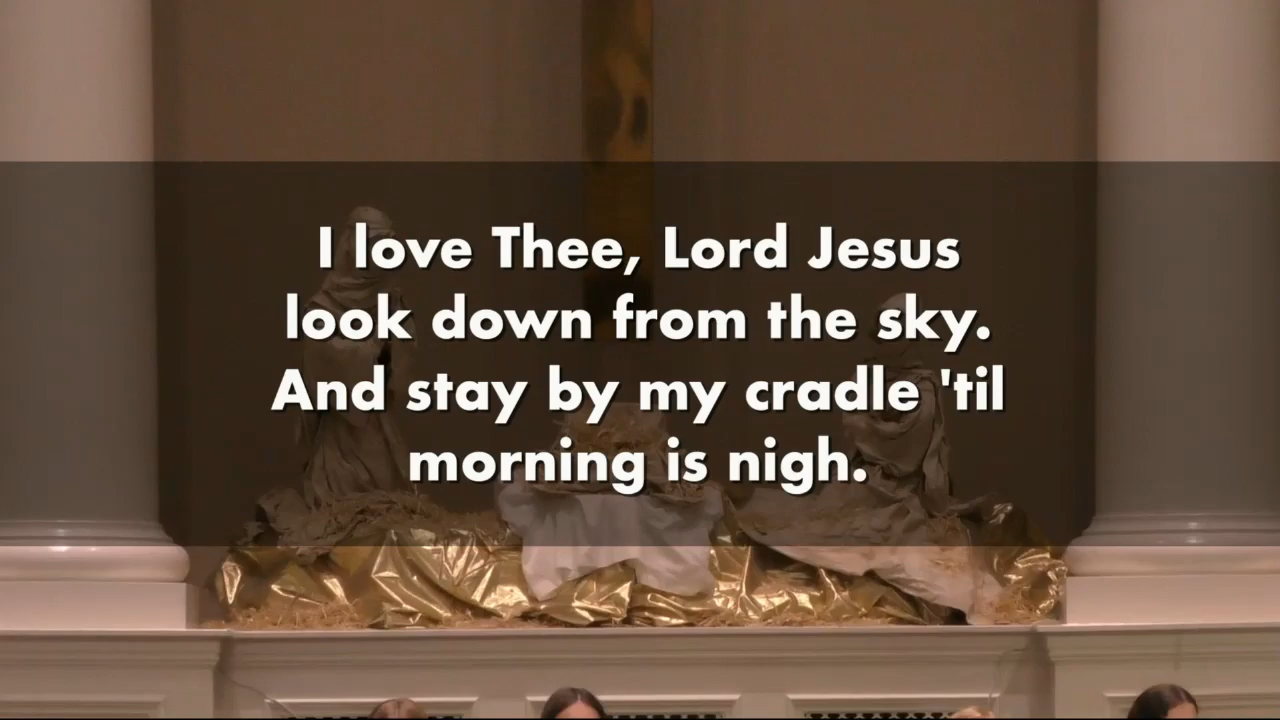 I love Thee, Lord Jesus
look down from the sky.
And stay by my cradle 'til
morning is nigh.